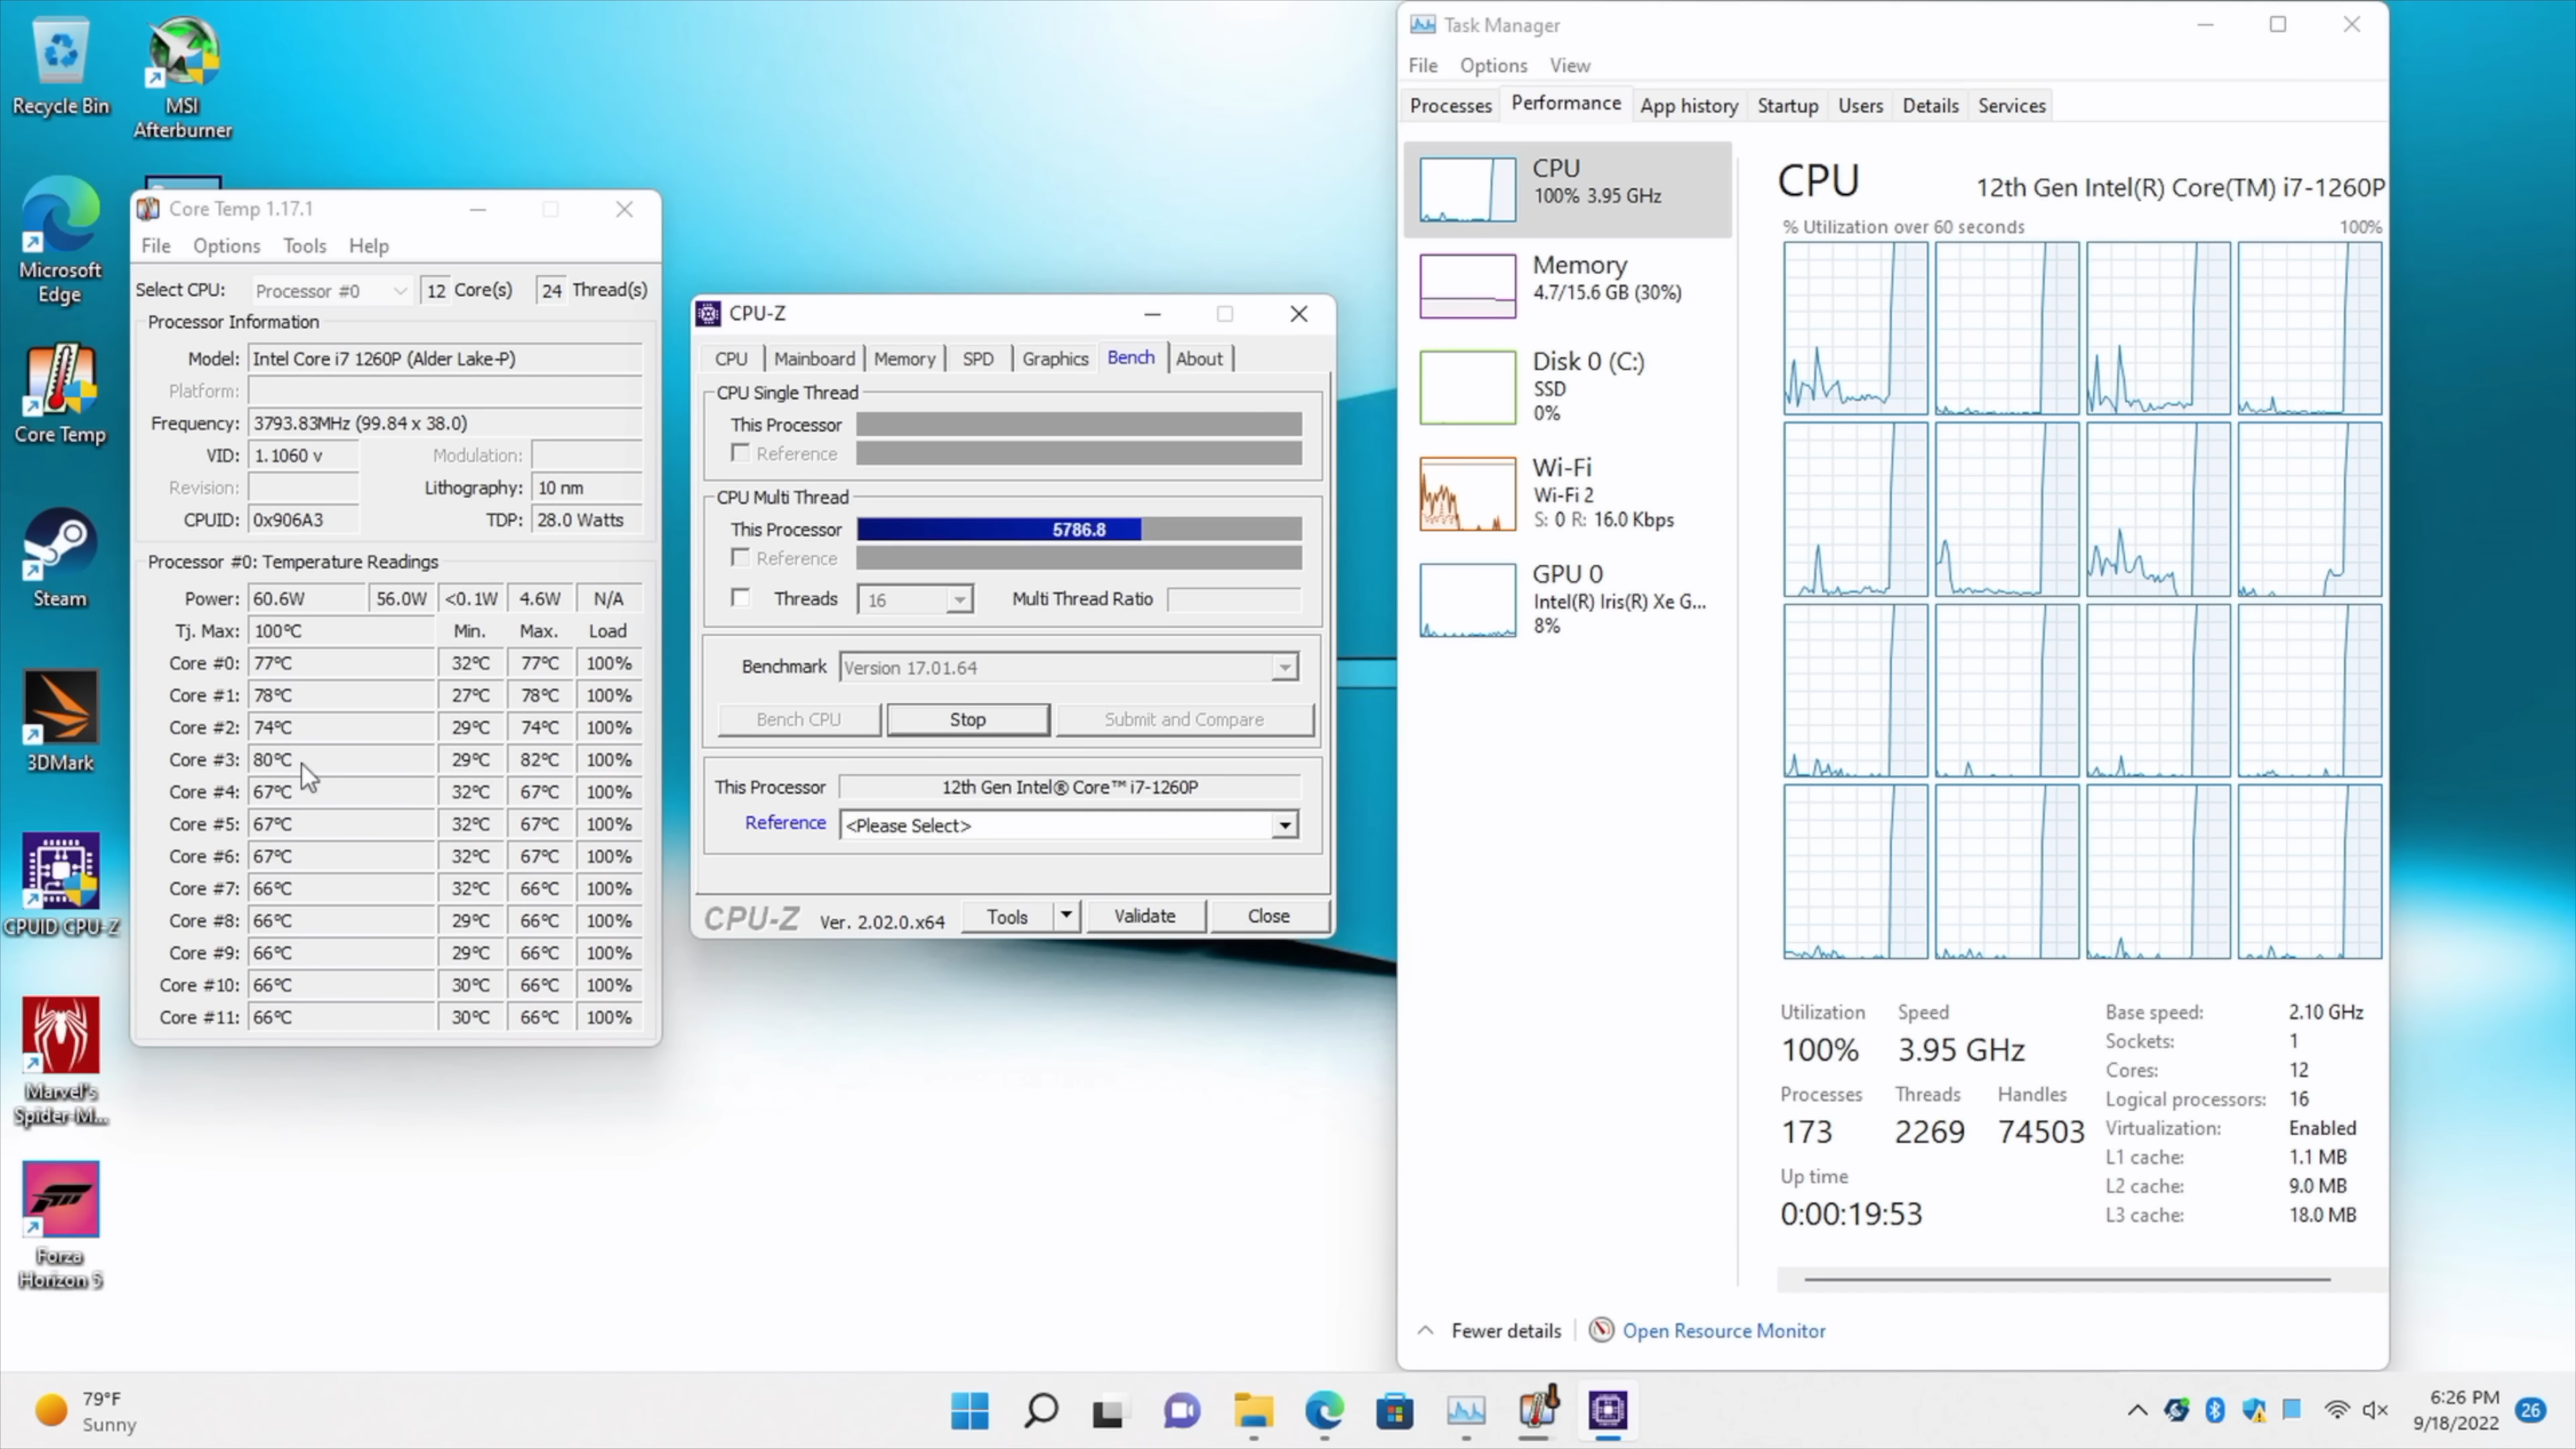 Recycle Bin
MSI
Afterburner
Microsoft
Edge
Core Temp
Steam
3DMark
CPUID CPU-Z
Marvel's
Spider-M...
Forza
Horizon 5
Core Temp 1.17.1
File Options Tools Help
Select CPU: Processor #0 12 Core(s) 24 Thread(s)
Processor Information
Model: Intel Core i7 1260P (Alder Lake-P)
Platform:
Frequency: 3793.83MHz (99.84 x 38.0)
VID: 1.1060 v Modulation:
Revision: Lithography: 10 nm
CPUID: 0x906A3 TDP: 28.0 Watts
Processor #0: Temperature Readings
Power: 60.6W 56.0W <0.1W 4.6W N/A
Tj. Max: 100°C Min. Max. Load
Core #0: 77°C 32°C 77°C 100%
Core #1: 78°C 27°C 78°C 100%
Core #2: 74°C 29°C 74°C 100%
Core #3: 80°C 29°C 82°C 100%
Core #4: 67°C 32°C 67°C 100%
Core #5: 67°C 32°C 67°C 100%
Core #6: 67°C 32°C 67°C 100%
Core #7: 66°C 32°C 66°C 100%
Core #8: 66°C 29°C 66°C 100%
Core #9: 66°C 29°C 66°C 100%
Core #10: 66°C 30°C 66°C 100%
Core #11: 66°C 30°C 66°C 100%
CPU-Z
CPU Mainboard Memory SPD Graphics Bench About
CPU Single Thread
This Processor
Reference
CPU Multi Thread
This Processor 5786.8
Reference
Threads 16 Multi Thread Ratio
Benchmark Version 17.01.64
Bench CPU Stop Submit and Compare
This Processor 12th Gen Intel® Core™ i7-1260P
Reference <Please Select>
CPU-Z Ver. 2.02.0.x64 Tools Validate Close
Task Manager
File Options View
Processes Performance App history Startup Users Details Services
CPU
100% 3.95 GHz
Memory
4.7/15.6 GB (30%)
Disk 0 (C:)
SSD
0%
Wi-Fi
Wi-Fi 2
S: 0 R: 16.0 Kbps
GPU 0
Intel(R) Iris(R) Xe G...
8%
CPU 12th Gen Intel(R) Core(TM) i7-1260P
% Utilization over 60 seconds 100%
Utilization Speed
100% 3.95 GHz
Processes Threads Handles
173 2269 74503
Up time
0:00:19:53
Base speed: 2.10 GHz
Sockets: 1
Cores: 12
Logical processors: 16
Virtualization: Enabled
L1 cache: 1.1 MB
L2 cache: 9.0 MB
L3 cache: 18.0 MB
Fewer details Open Resource Monitor
79°F
Sunny
6:26 PM
9/18/2022
26